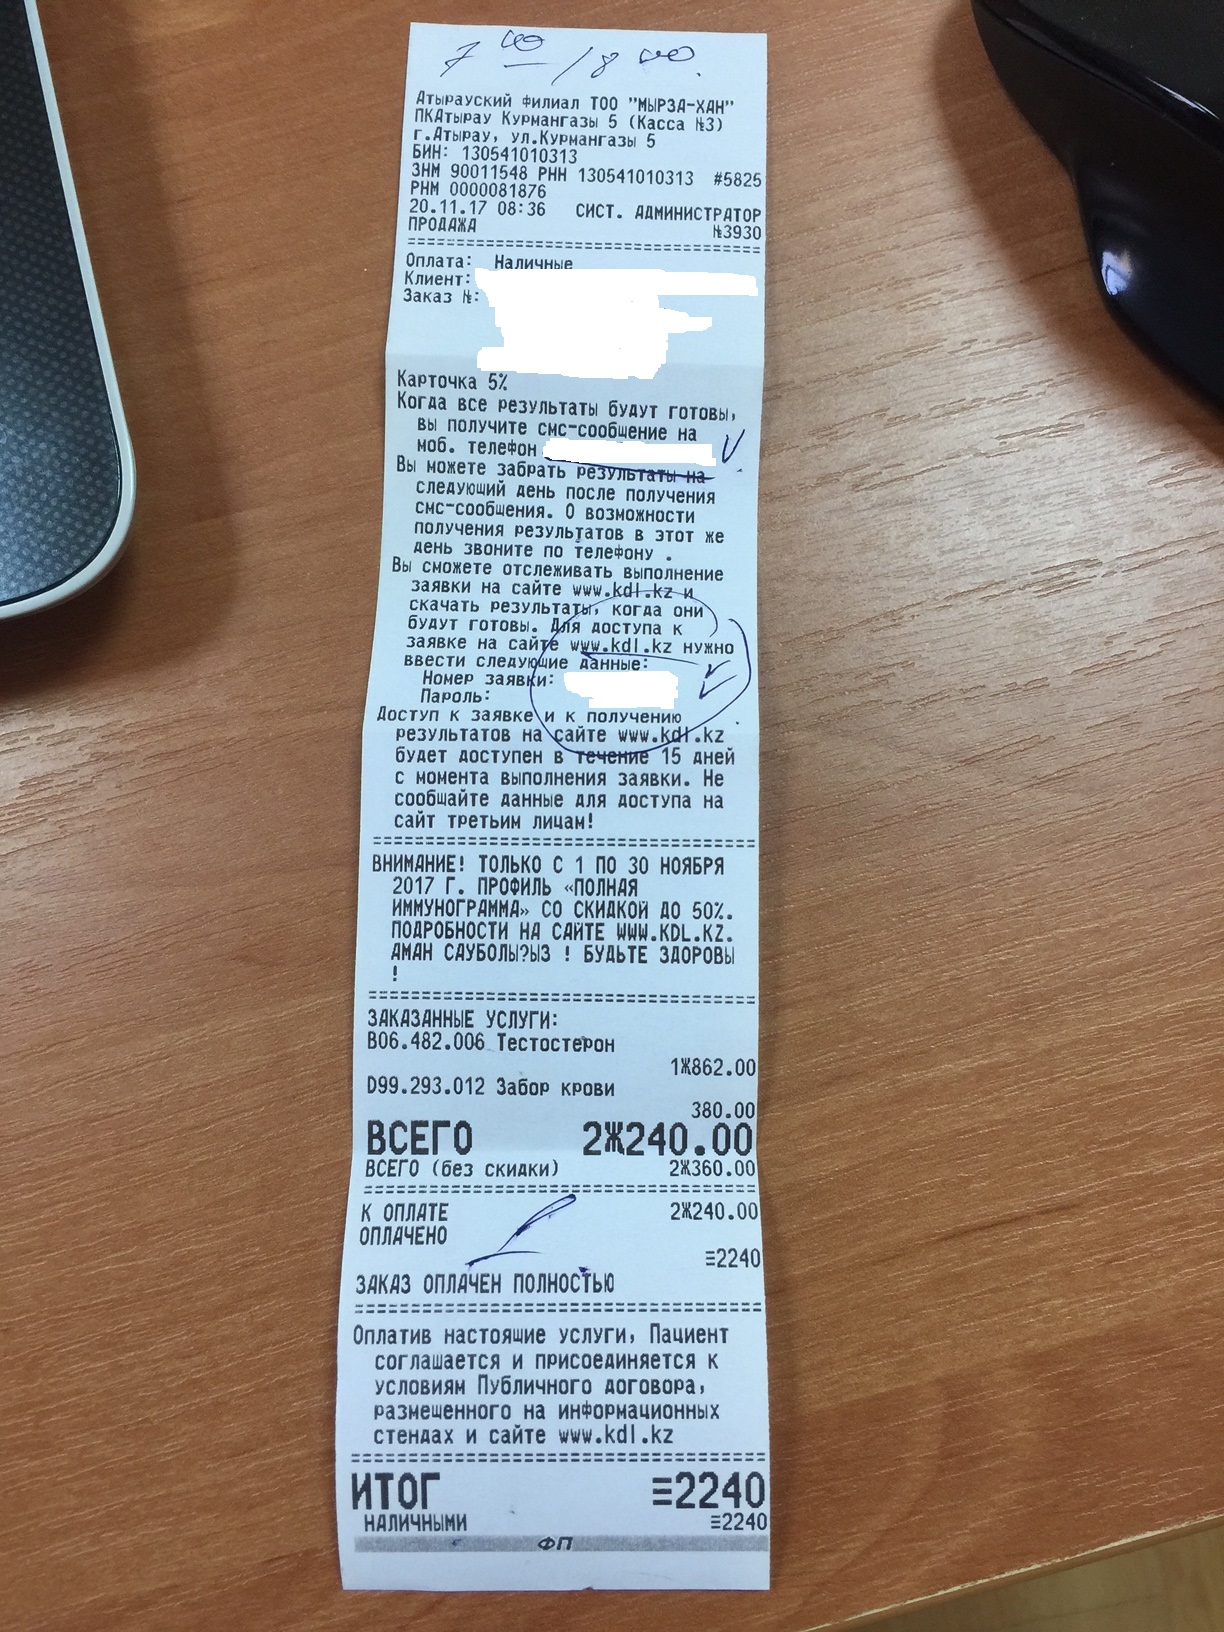 7 00 / 8 00.
Атырауский филиал ТОО "МЫРЗА-ХАН"
ПКАтырау Курмангазы 5 (Касса №3)
г.Атырау, ул.Курмангазы 5
БИН: 130541010313
ЗНМ 90011548 РНН 130541010313 #5825
РНМ 0000081876
20.11.17 08:36 СИСТ. АДМИНИСТРАТОР
ПРОДАЖА №3930
Оплата: Наличные
Клиент:
Заказ №:
Карточка 5%
Когда все результаты будут готовы,
вы получите смс-сообщение на
моб. телефон
Вы можете забрать результаты на
следующий день после получения
смс-сообщения. О возможности
получения результатов в этот же
день звоните по телефону .
Вы сможете отслеживать выполнение
заявки на сайте www.kdl.kz и
скачать результаты, когда они
будут готовы. Для доступа к
заявке на сайте www.kdl.kz нужно
ввести следующие данные:
Номер заявки:
Пароль:
Доступ к заявке и к получению
результатов на сайте www.kdl.kz
будет доступен в течение 15 дней
с момента выполнения заявки. Не
сообщайте данные для доступа на
сайт третьим лицам!
ВНИМАНИЕ! ТОЛЬКО С 1 ПО 30 НОЯБРЯ
2017 Г. ПРОФИЛЬ «ПОЛНАЯ
ИММУНОГРАММА» СО СКИДКОЙ ДО 50%.
ПОДРОБНОСТИ НА САЙТЕ WWW.KDL.KZ.
АМАН САУБОЛЫ?ЫЗ ! БУДЬТЕ ЗДОРОВЫ
!
ЗАКАЗАННЫЕ УСЛУГИ:
B06.482.006 Тестостерон
1Ж862.00
D99.293.012 Забор крови
380.00
ВСЕГО 2Ж240.00
ВСЕГО (без скидки) 2Ж360.00
К ОПЛАТЕ 2Ж240.00
ОПЛАЧЕНО
≡2240
ЗАКАЗ ОПЛАЧЕН ПОЛНОСТЬЮ
Оплатив настоящие услуги, Пациент
соглашается и присоединяется к
условиям Публичного договора,
размещенного на информационных
стендах и сайте www.kdl.kz
ИТОГ ≡2240
НАЛИЧНЫМИ ≡2240
ФП